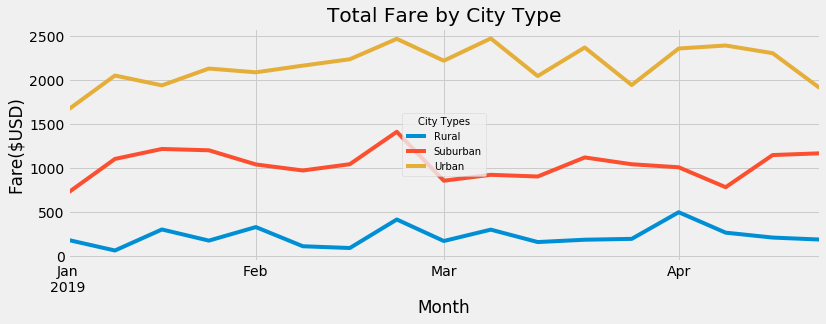 Total Fare by City Type
Fare($USD)
2500
2000
1500
1000
500
0
City Types
Rural
Suburban
Urban
Jan
2019
Feb
Mar
Apr
Month